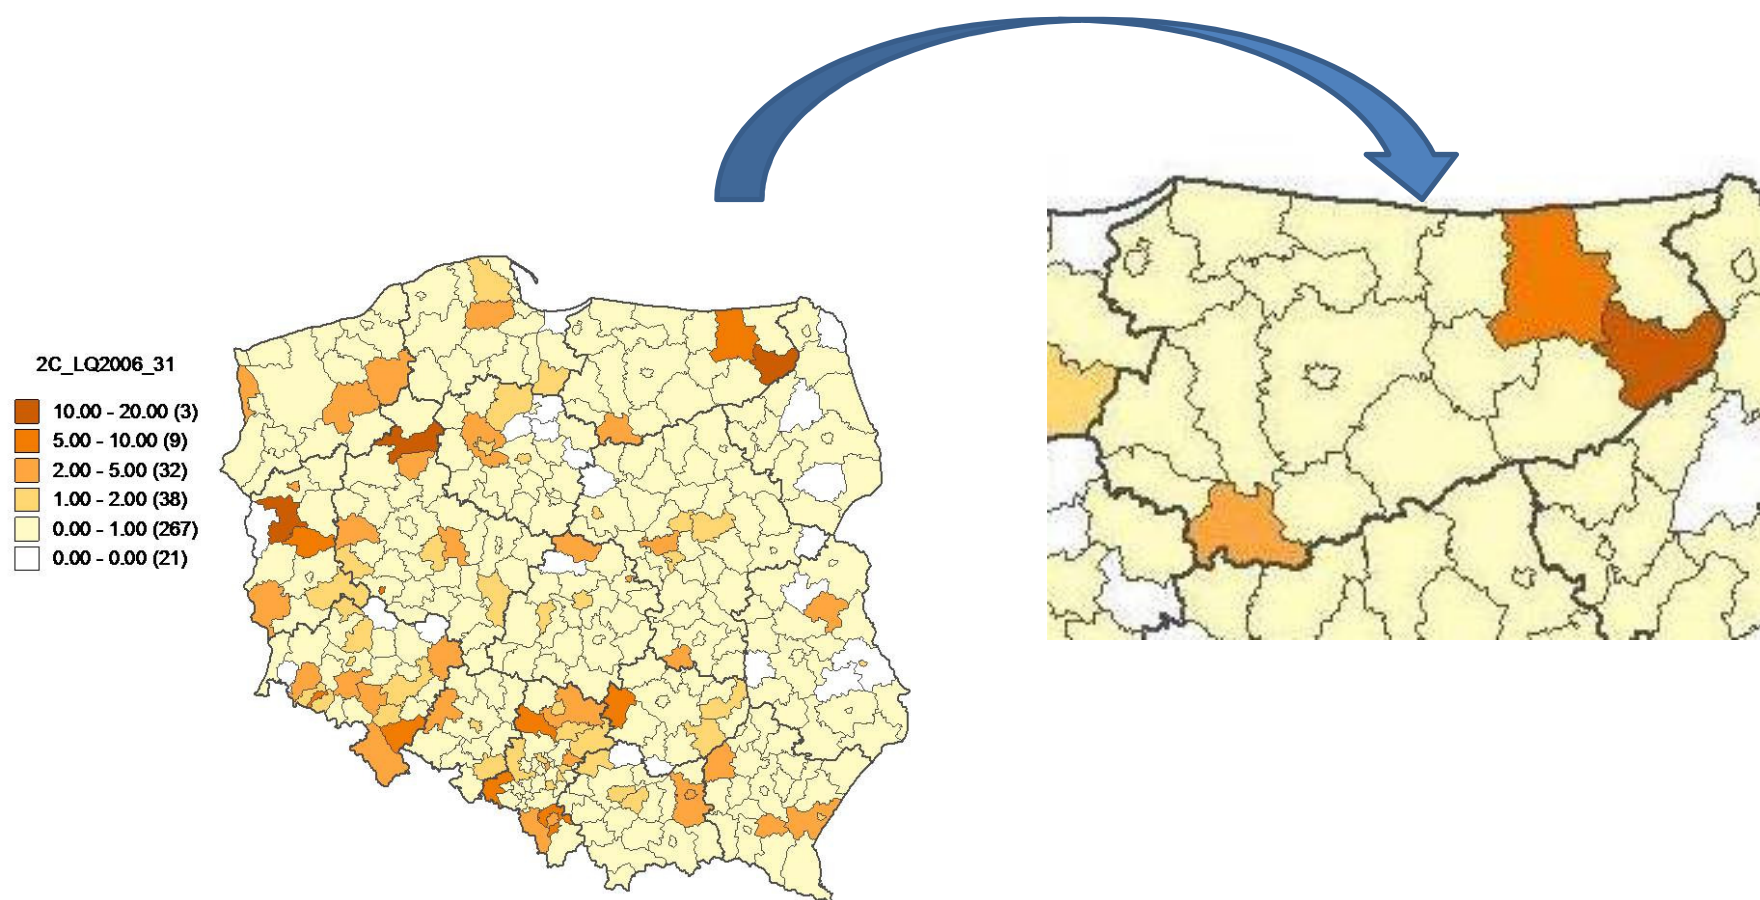 2C_LQ2006_31
10.00 - 20.00 (3)
5.00 - 10.00 (9)
2.00 - 5.00 (32)
1.00 - 2.00 (38)
0.00 - 1.00 (267)
0.00 - 0.00 (21)